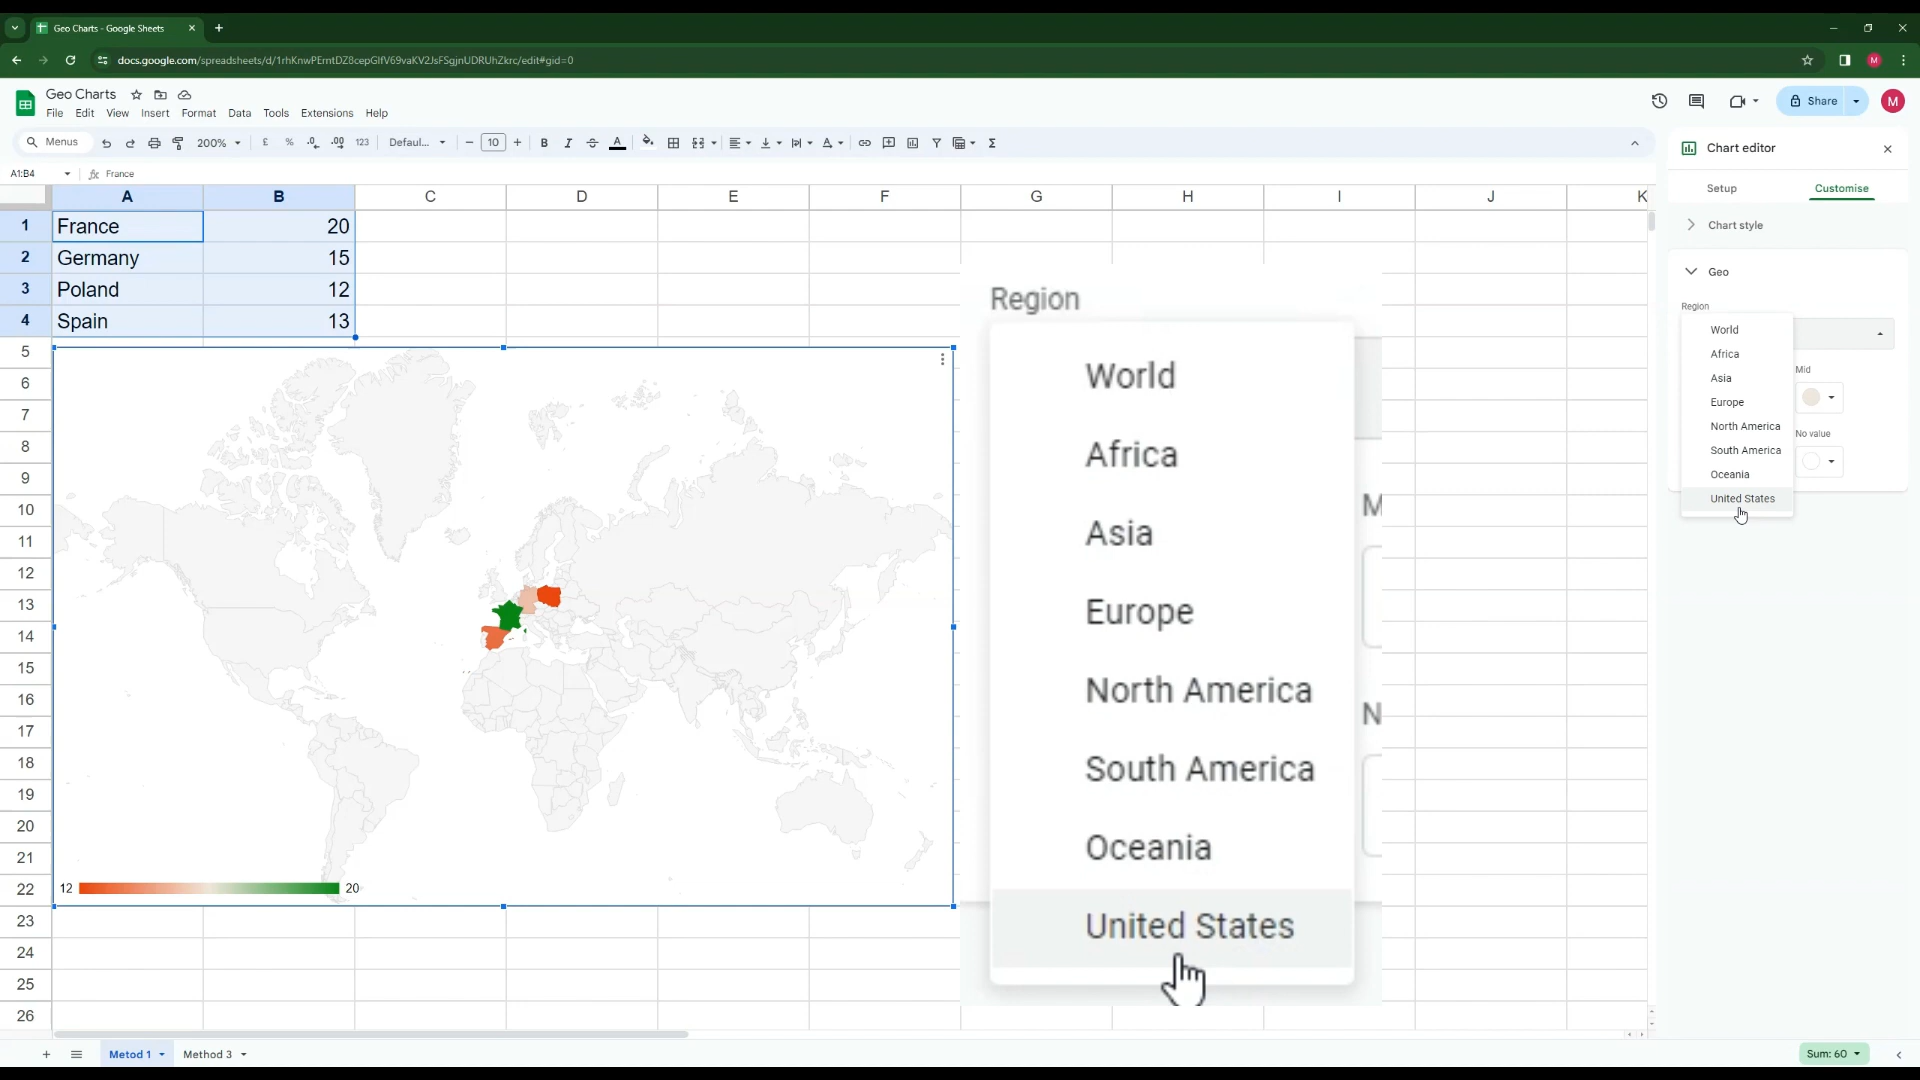 Geo Charts - Google Sheets
docs.google.com/spreadsheets/d/1rhKnwPErntDZ8cepGlfV69vaKV2JsFSgjnUDRUhZkrc/edit#gid=0
M
Geo Charts
File Edit View Insert Format Data Tools Extensions Help
Share
M
Menus 200% £ % .0 .00 123 Defaul... 10 B I S A Σ
A1:B4 fx France
Chart editor
Setup Customise
A B C D E F G H I J K
1 France 20
2 Germany 15
3 Poland 12
4 Spain 13
5
6
7
8
9
10
11
12
13
14
15
16
17
18
19
20
21
22
23
24
25
26
12 20
Region
World
Africa
Asia
Europe
North America
South America
Oceania
United States
M
N
Chart style
Geo
Region
World
Africa
Asia
Europe
North America
South America
Oceania
United States
Mid
No value
Metod 1 Method 3
Sum: 60